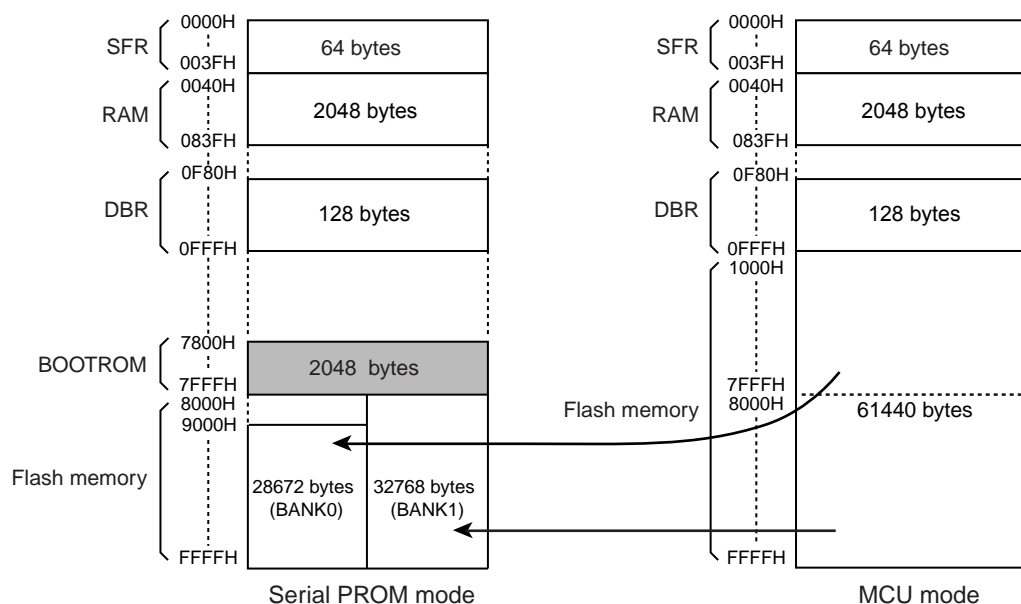 SFR
0000H
003FH
64 bytes
RAM
0040H
083FH
2048 bytes
DBR
0F80H
0FFFH
128 bytes
BOOTROM
7800H
7FFFH
2048 bytes
Flash memory
8000H
9000H
FFFFH
28672 bytes
(BANK0)
32768 bytes
(BANK1)
Serial PROM mode
SFR
0000H
003FH
64 bytes
RAM
0040H
083FH
2048 bytes
DBR
0F80H
0FFFH
128 bytes
Flash memory
1000H
7FFFH
8000H
FFFFH
61440 bytes
MCU mode